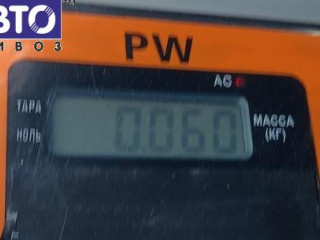 ВТО
ИВОЗ
PW
AC
ТАРА
НОЛЬ
0.060
МАССА
(КГ)